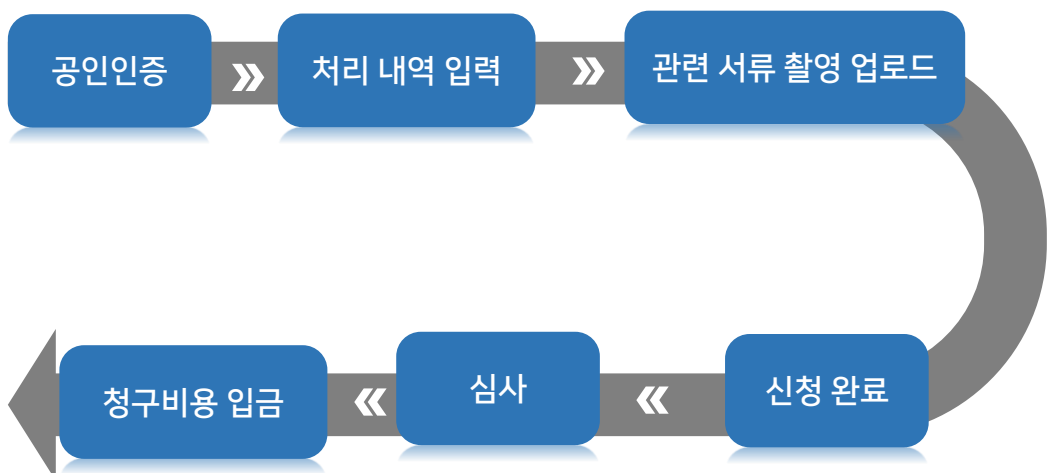 공인인증
처리 내역 입력
관련 서류 촬영 업로드
신청 완료
심사
청구비용 입금